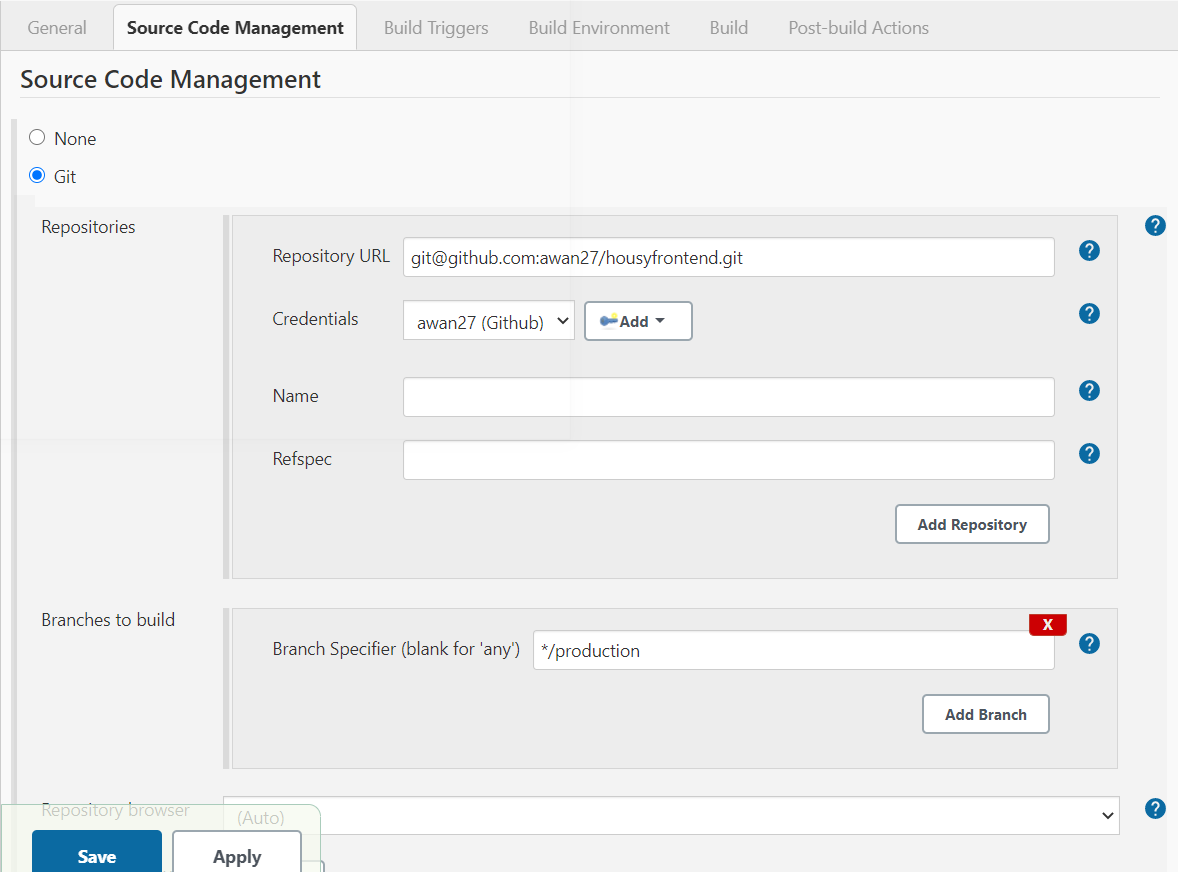 General Source Code Management Build Triggers Build Environment Build Post-build Actions
Source Code Management
None
Git
Repositories
?
Repository URL git@github.com:awan27/housyfrontend.git ?
Credentials awan27 (Github) Add ?
Name ?
Refspec ?
Add Repository
Branches to build
X
Branch Specifier (blank for 'any') */production ?
Add Branch
Repository browser (Auto) ?
Save Apply